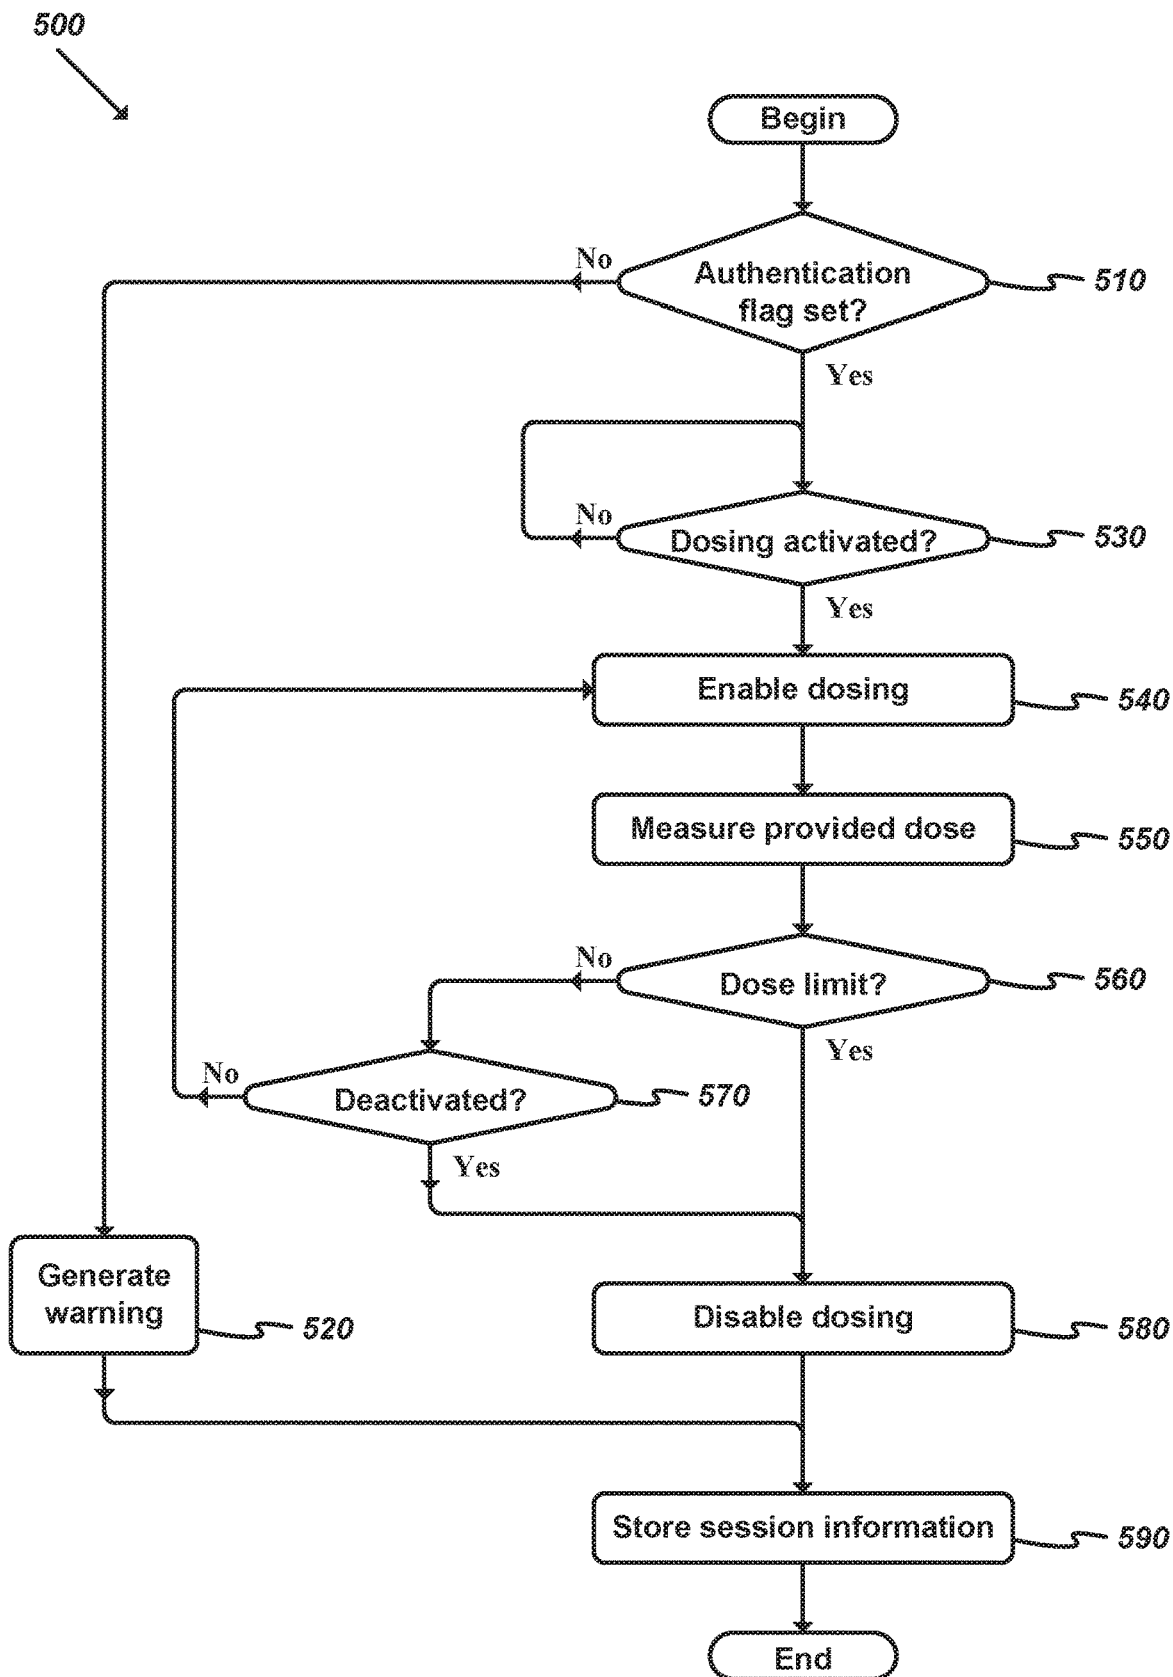 500
Begin
No
Authentication
flag set?
510
Yes
No
Dosing activated?
530
Yes
Enable dosing
540
Measure provided dose
550
No
Dose limit?
560
Yes
No
Deactivated?
570
Yes
Generate
warning
520
Disable dosing
580
Store session information
590
End